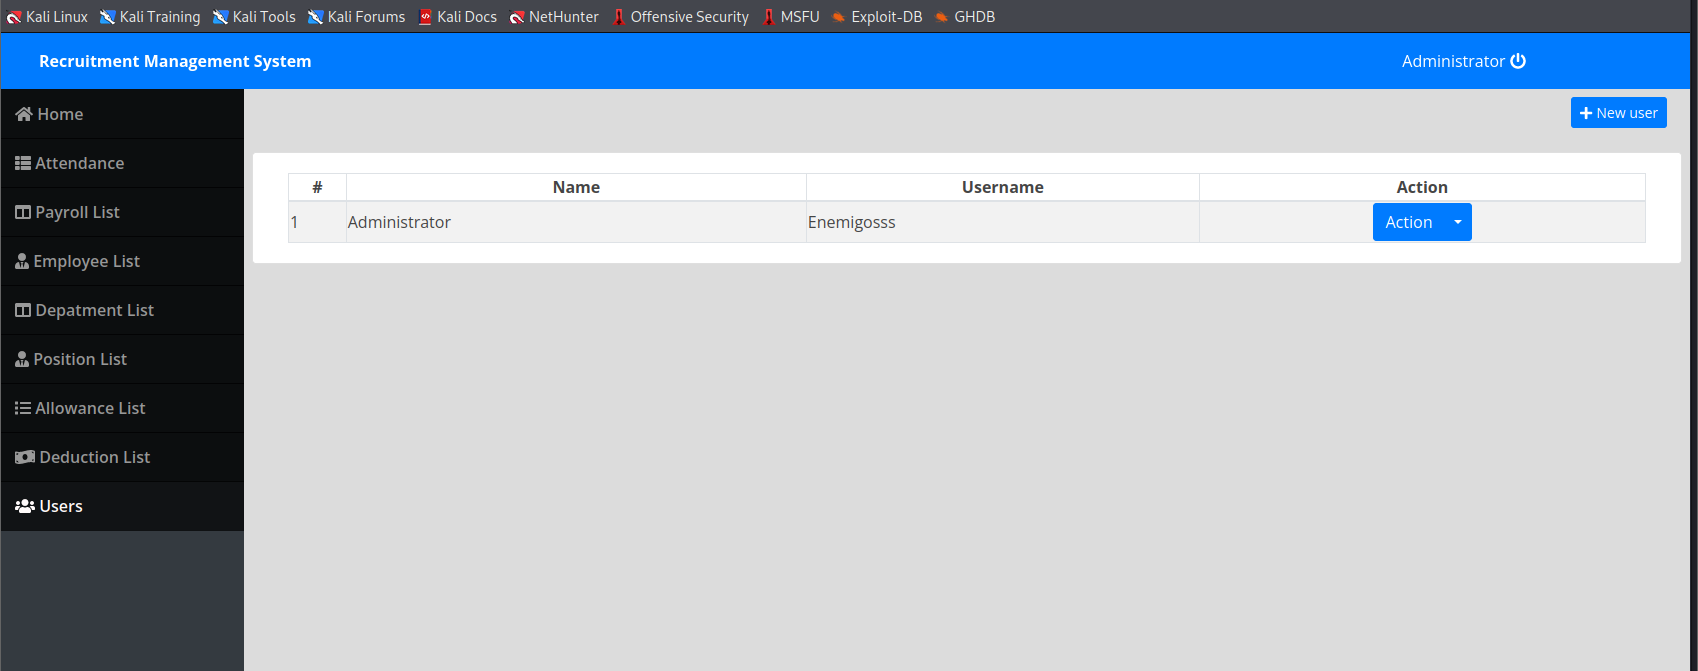 Kali Linux Kali Training Kali Tools Kali Forums Kali Docs NetHunter Offensive Security MSFU Exploit-DB GHDB
Recruitment Management System Administrator
Home
New user
Attendance
# Name Username Action
Payroll List
1 Administrator Enemigosss Action
Employee List
Depatment List
Position List
Allowance List
Deduction List
Users